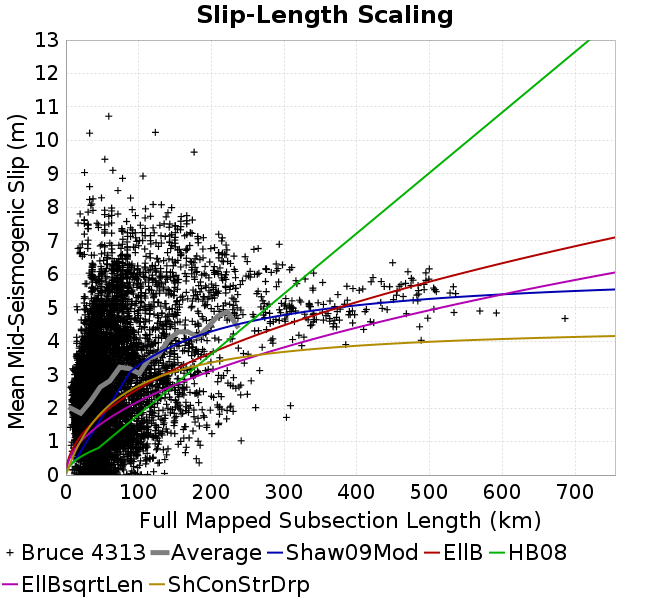 Slip-Length Scaling
Mean Mid-Seismogenic Slip (m)
13
12
11
10
9
8
7
6
5
4
3
2
1
0
0 100 200 300 400 500 600 700
Full Mapped Subsection Length (km)
Bruce 4313 Average Shaw09Mod EllB HB08
EllBsqrtLen ShConStrDrp